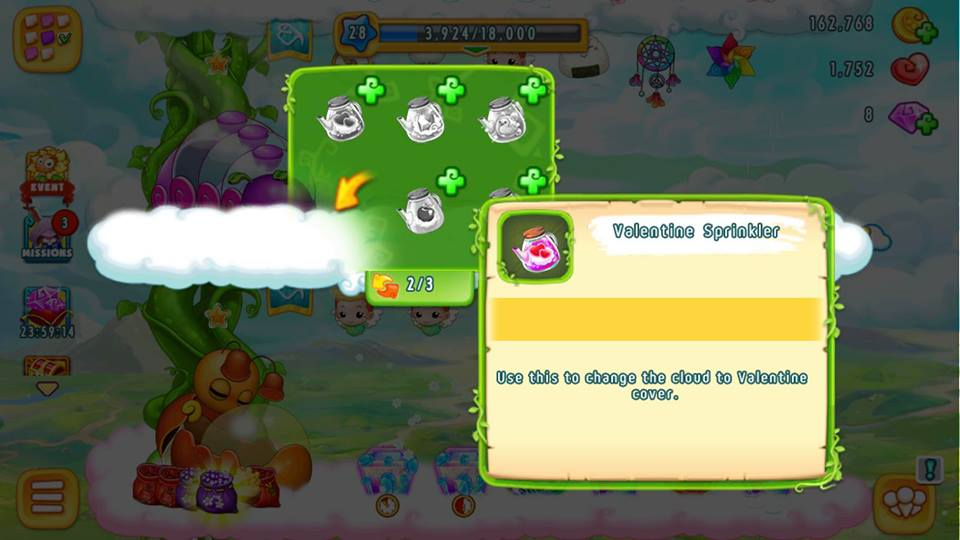 28
3,924/18,000
162,768
1,752
8
EVENT
3
MISSIONS
23:59:14
2/3
Valentine Sprinkler
Use this to change the cloud to Valentine
cover.